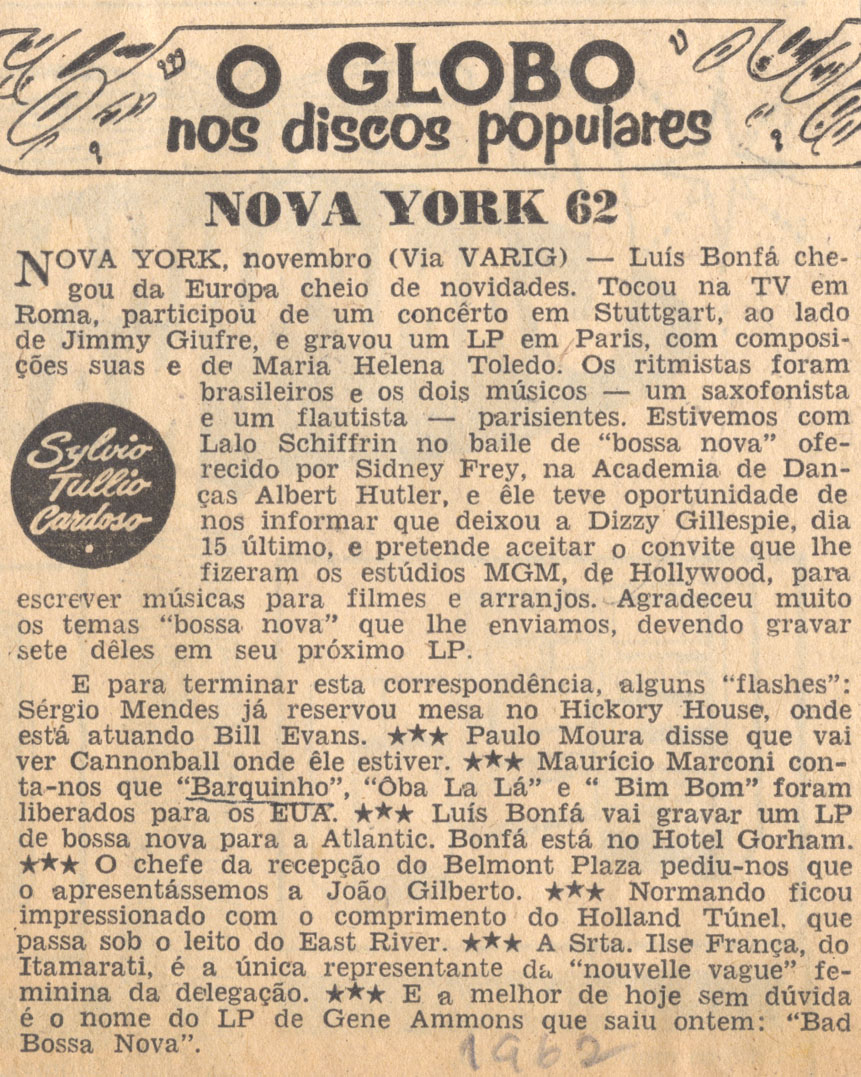 O GLOBO
nos discos populares
NOVA YORK 62
NOVA YORK, novembro (Via VARIG) — Luís Bonfá che-
gou da Europa cheio de novidades. Tocou na TV em
Roma, participou de um concêrto em Stuttgart, ao lado
de Jimmy Giufre, e gravou um LP em Paris, com composi-
ções suas e de Maria Helena Toledo. Os ritmistas foram
brasileiros e os dois músicos — um saxofonista
e um flautista — parisientes. Estivemos com
Lalo Schiffrin no baile de “bossa nova” ofe-
recido por Sidney Frey, na Academia de Dan-
ças Albert Hutler, e êle teve oportunidade de
nos informar que deixou a Dizzy Gillespie, dia
15 último, e pretende aceitar o convite que lhe
fizeram os estúdios MGM, de Hollywood, para
escrever músicas para filmes e arranjos. Agradeceu muito
os temas “bossa nova” que lhe enviamos, devendo gravar
sete dêles em seu próximo LP.
Sylvio
Tullio
Cardoso
E para terminar esta correspondência, alguns “flashes”:
Sérgio Mendes já reservou mesa no Hickory House, onde
está atuando Bill Evans. ★★★ Paulo Moura disse que vai
ver Cannonball onde êle estiver. ★★★ Maurício Marconi con-
ta-nos que “Barquinho”, “Ôba La Lá” e “ Bim Bom” foram
liberados para os EUA. ★★★ Luís Bonfá vai gravar um LP
de bossa nova para a Atlantic. Bonfá está no Hotel Gorham.
★★★ O chefe da recepção do Belmont Plaza pediu-nos que
o apresentássemos a João Gilberto. ★★★ Normando ficou
impressionado com o comprimento do Holland Túnel, que
passa sob o leito do East River. ★★★ A Srta. Ilse França, do
Itamarati, é a única representante da “nouvelle vague” fe-
minina da delegação. ★★★ E a melhor de hoje sem dúvida
é o nome do LP de Gene Ammons que saiu ontem: “Bad
Bossa Nova”.
1962